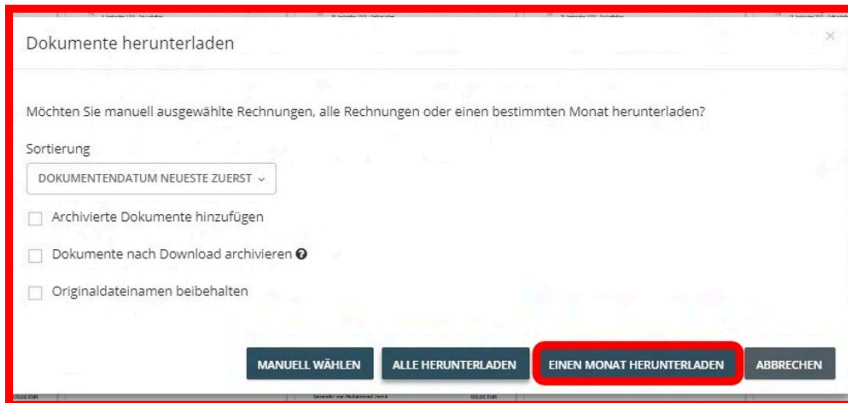 Dokumente herunterladen
×
Möchten Sie manuell ausgewählte Rechnungen, alle Rechnungen oder einen bestimmten Monat herunterladen?
Sortierung
DOKUMENTENDATUM NEUESTE ZUERST
Archivierte Dokumente hinzufügen
Dokumente nach Download archivieren ?
Originaldateinamen beibehalten
MANUELL WÄHLEN ALLE HERUNTERLADEN EINEN MONAT HERUNTERLADEN ABBRECHEN